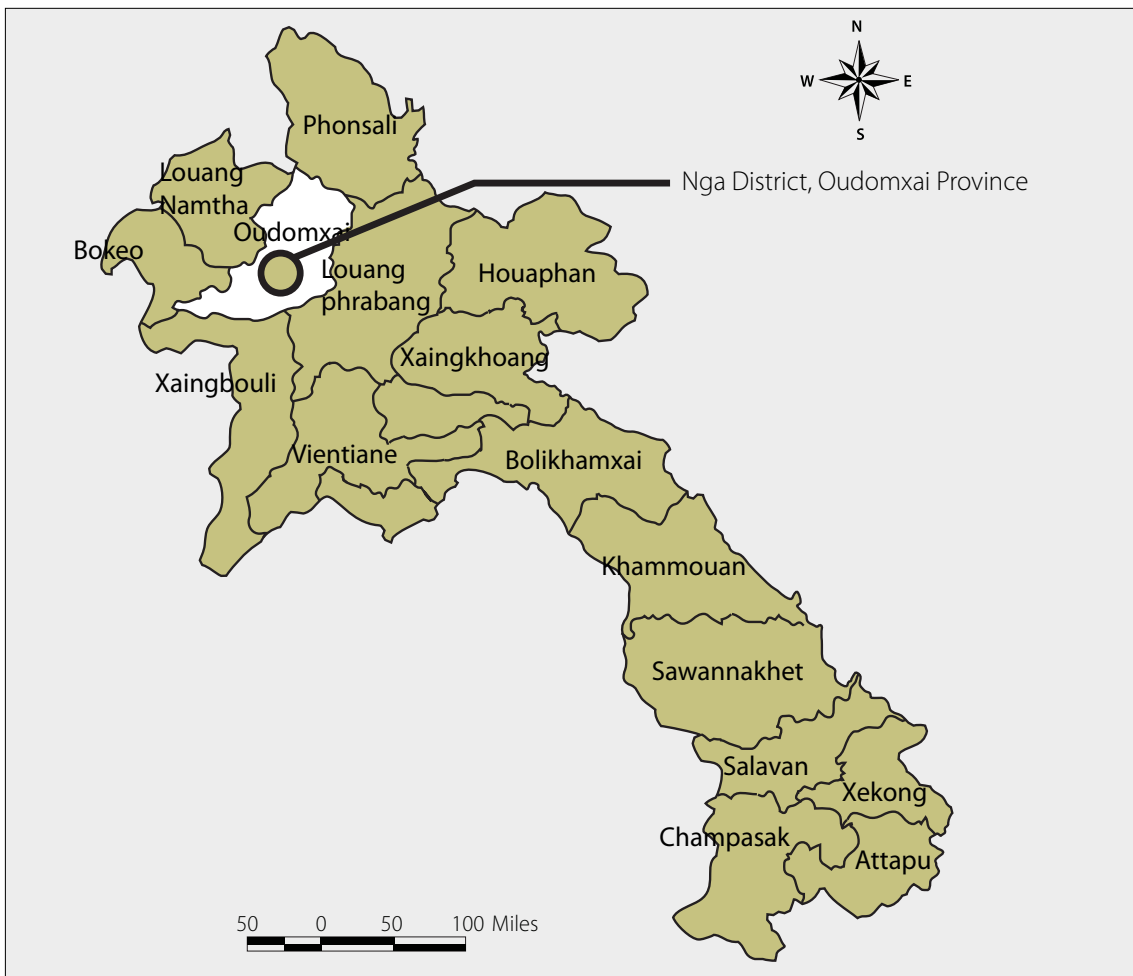 N
W E
S
Phonsali
Nga District, Oudomxai Province
Louang
Namtha
Oudomxai
Bokeo
Louang
phrabang
Houaphan
Xaingkhoang
Xaingbouli
Vientiane
Bolikhamxai
Khammouan
Sawannakhet
Salavan
Xekong
Champasak
Attapu
50 0 50 100 Miles